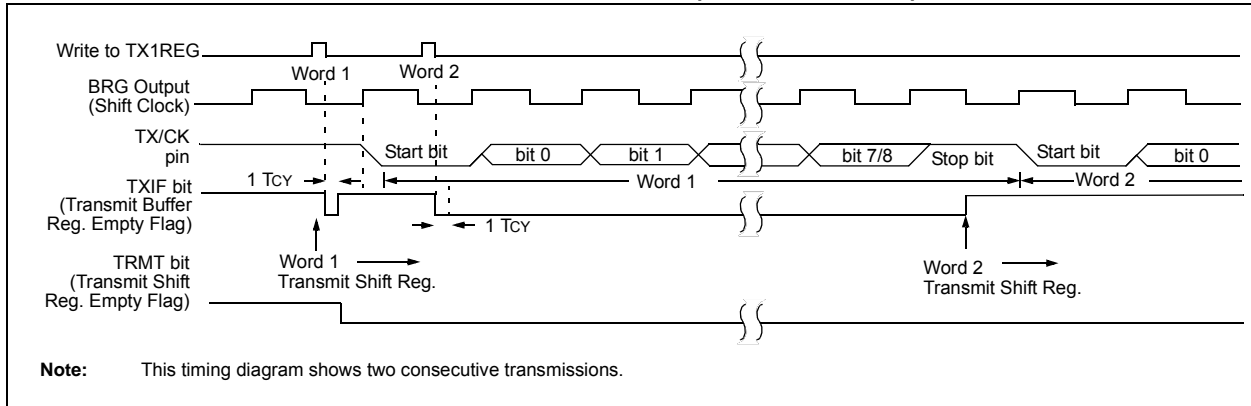 Write to TX1REG
Word 1
Word 2
BRG Output
(Shift Clock)
TX/CK
pin
Start bit
bit 0
bit 1
bit 7/8
Stop bit
Start bit
bit 0
1 TCY
Word 1
Word 2
TXIF bit
(Transmit Buffer
Reg. Empty Flag)
1 TCY
Word 1
Transmit Shift Reg.
Word 2
Transmit Shift Reg.
TRMT bit
(Transmit Shift
Reg. Empty Flag)
Note: This timing diagram shows two consecutive transmissions.